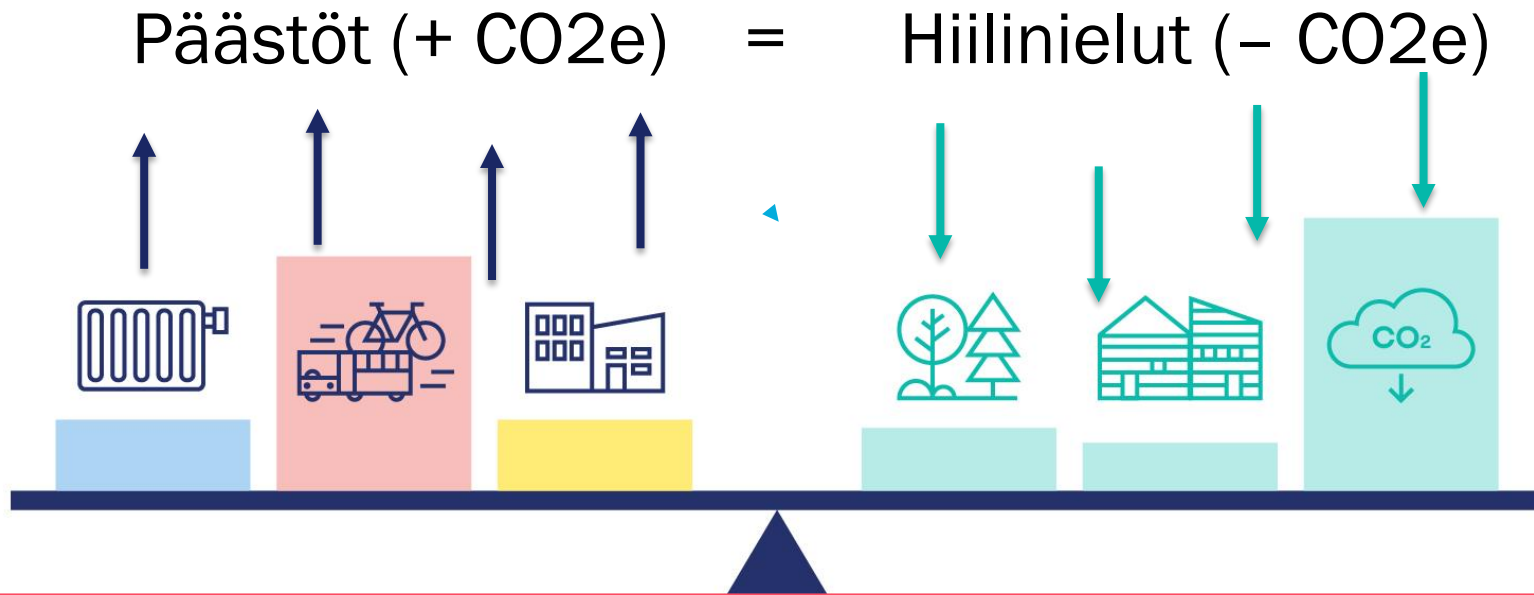 Päästöt (+ CO2e) = Hiilinielut (– CO2e)
CO₂